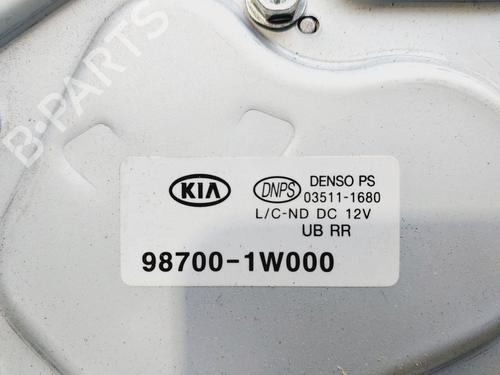 B-PARTS
KIA DNPS DENSO PS
03511-1680
L/C-ND DC 12V
UB RR
98700-1W000